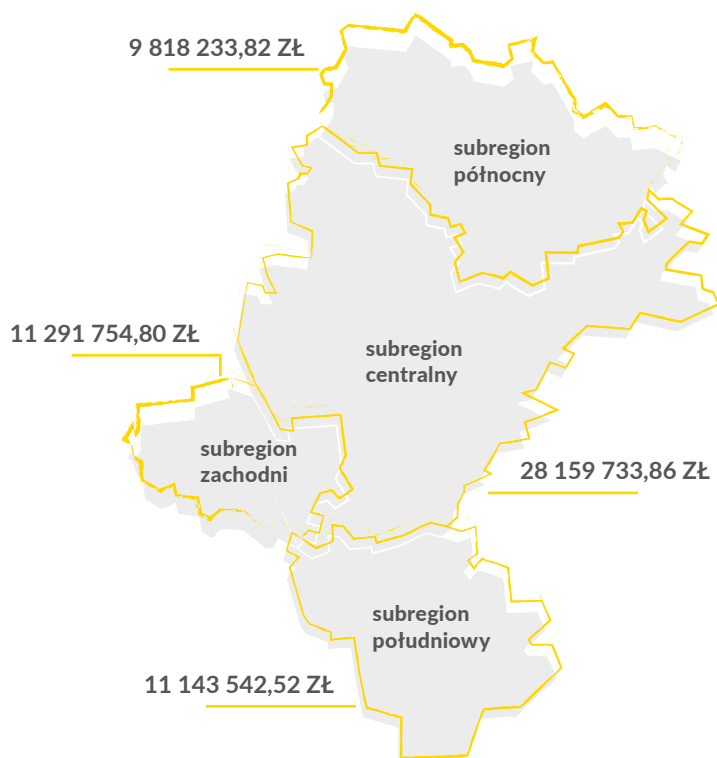 9 818 233,82 ZŁ
subregion
północny
11 291 754,80 ZŁ
subregion
centralny
subregion
zachodni
28 159 733,86 ZŁ
subregion
południowy
11 143 542,52 ZŁ